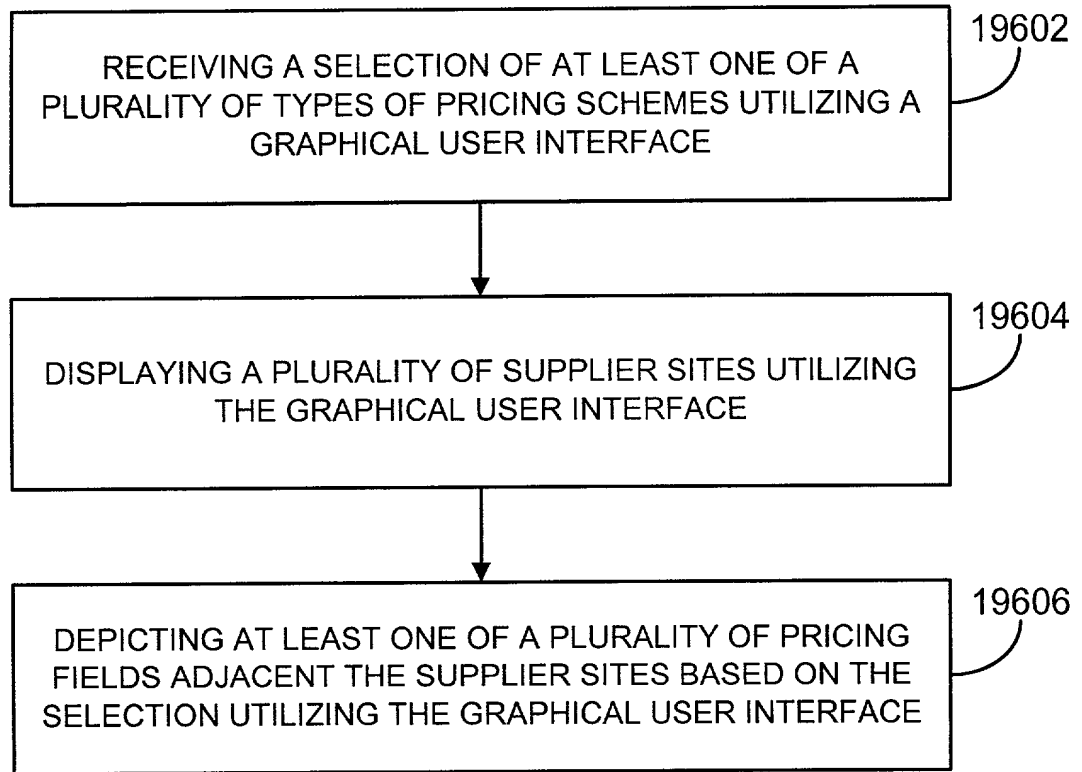 19602
RECEIVING A SELECTION OF AT LEAST ONE OF A
PLURALITY OF TYPES OF PRICING SCHEMES UTILIZING A
GRAPHICAL USER INTERFACE
19604
DISPLAYING A PLURALITY OF SUPPLIER SITES UTILIZING
THE GRAPHICAL USER INTERFACE
19606
DEPICTING AT LEAST ONE OF A PLURALITY OF PRICING
FIELDS ADJACENT THE SUPPLIER SITES BASED ON THE
SELECTION UTILIZING THE GRAPHICAL USER INTERFACE